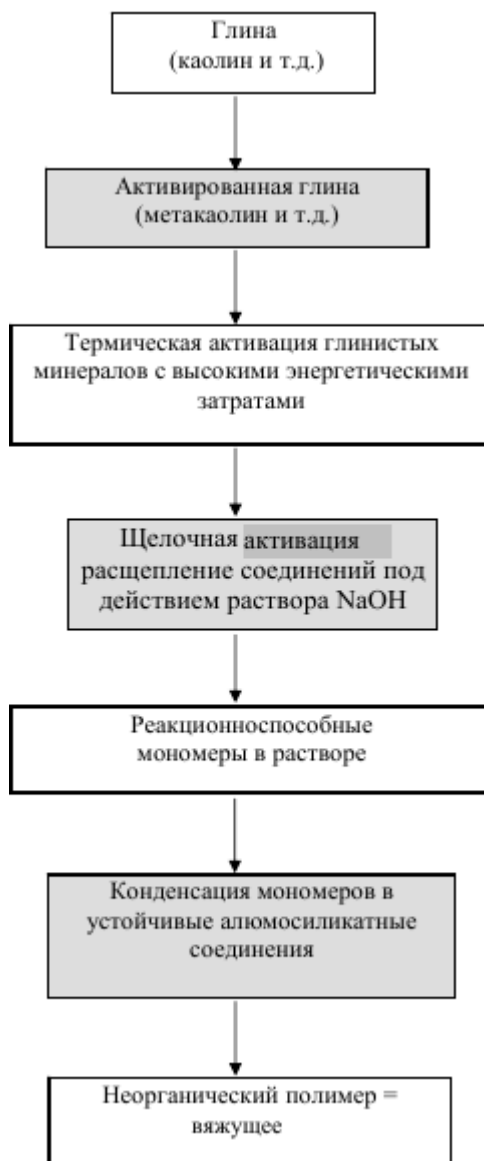 Глина
(каолин и т.д.)
Активированная глина
(метакаолин и т.д.)
Термическая активация глинистых
минералов с высокими энергетическими
затратами
Щелочная активация
расщепление соединений под
действием раствора NaOH
Реакционноспособные
мономеры в растворе
Конденсация мономеров в
устойчивые алюмосиликатные
соединения
Неорганический полимер =
вяжущее